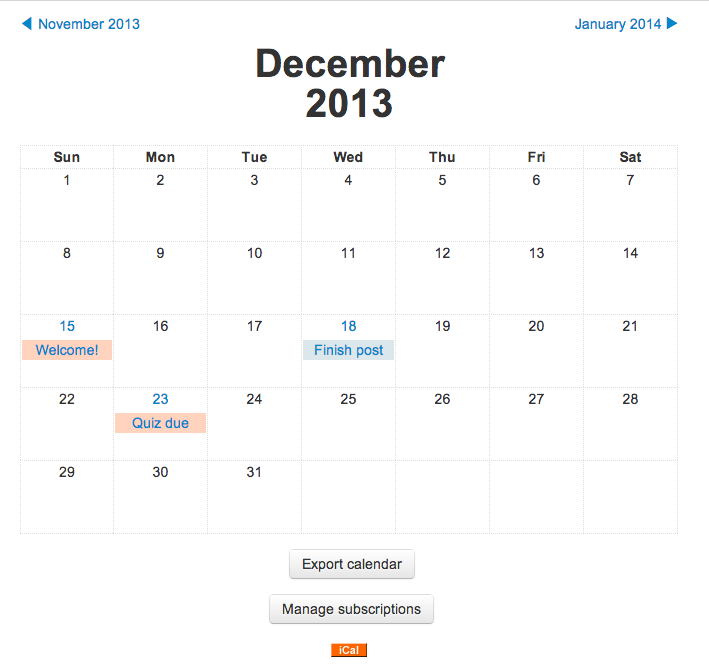 November 2013 January 2014
December
2013
Sun Mon Tue Wed Thu Fri Sat
1 2 3 4 5 6 7
8 9 10 11 12 13 14
15 16 17 18 19 20 21
Welcome! Finish post
22 23 24 25 26 27 28
Quiz due
29 30 31
Export calendar
Manage subscriptions
iCal